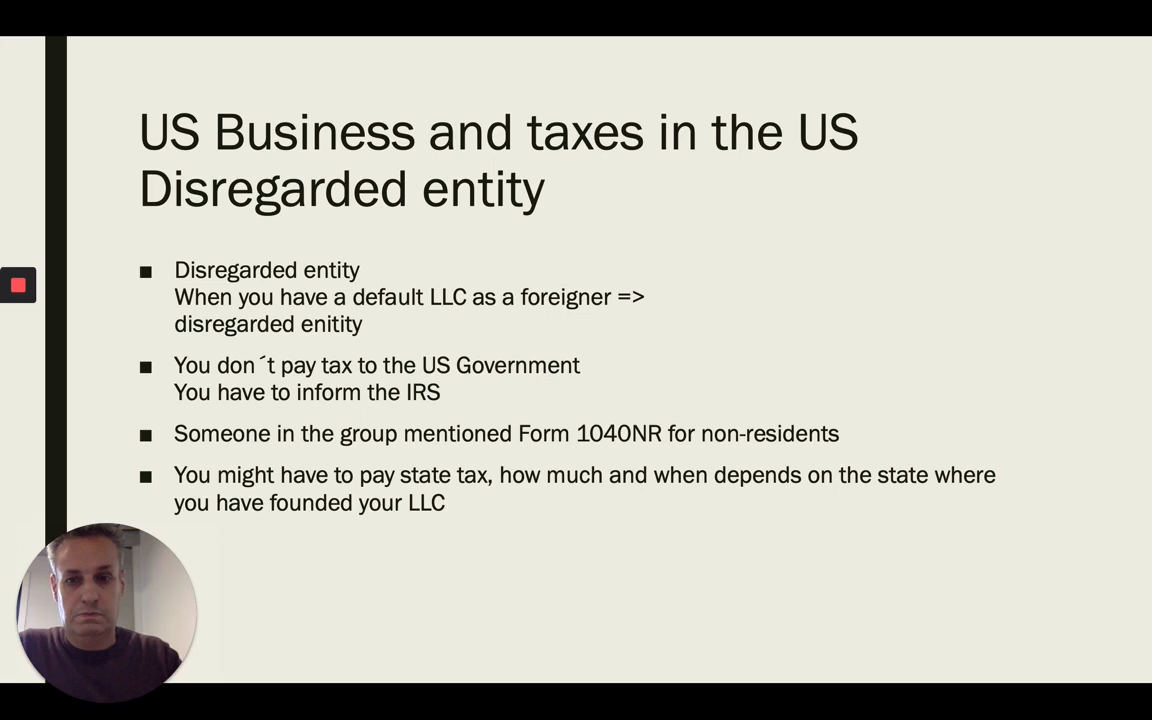 US Business and taxes in the US
Disregarded entity
■ Disregarded entity
When you have a default LLC as a foreigner =>
disregarded enitity
■ You don´t pay tax to the US Government
You have to inform the IRS
■ Someone in the group mentioned Form 1040NR for non-residents
■ You might have to pay state tax, how much and when depends on the state where
you have founded your LLC